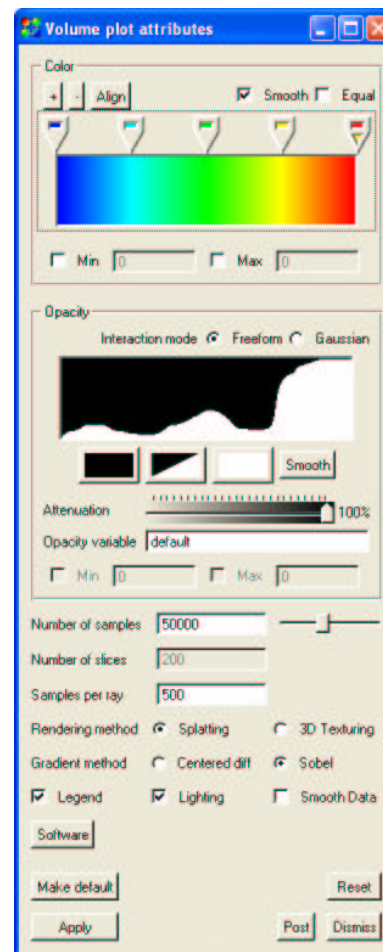 Volume plot attributes
Color
+ - Align Smooth Equal
Min 0 Max 0
Opacity
Interaction mode Freeform Gaussian
Smooth
Attenuation 100%
Opacity variable default
Min 0 Max 0
Number of samples 50000
Number of slices 200
Samples per ray 500
Rendering method Splatting 3D Texturing
Gradient method Centered diff Sobel
Legend Lighting Smooth Data
Software
Make default Reset
Apply Post Dismiss